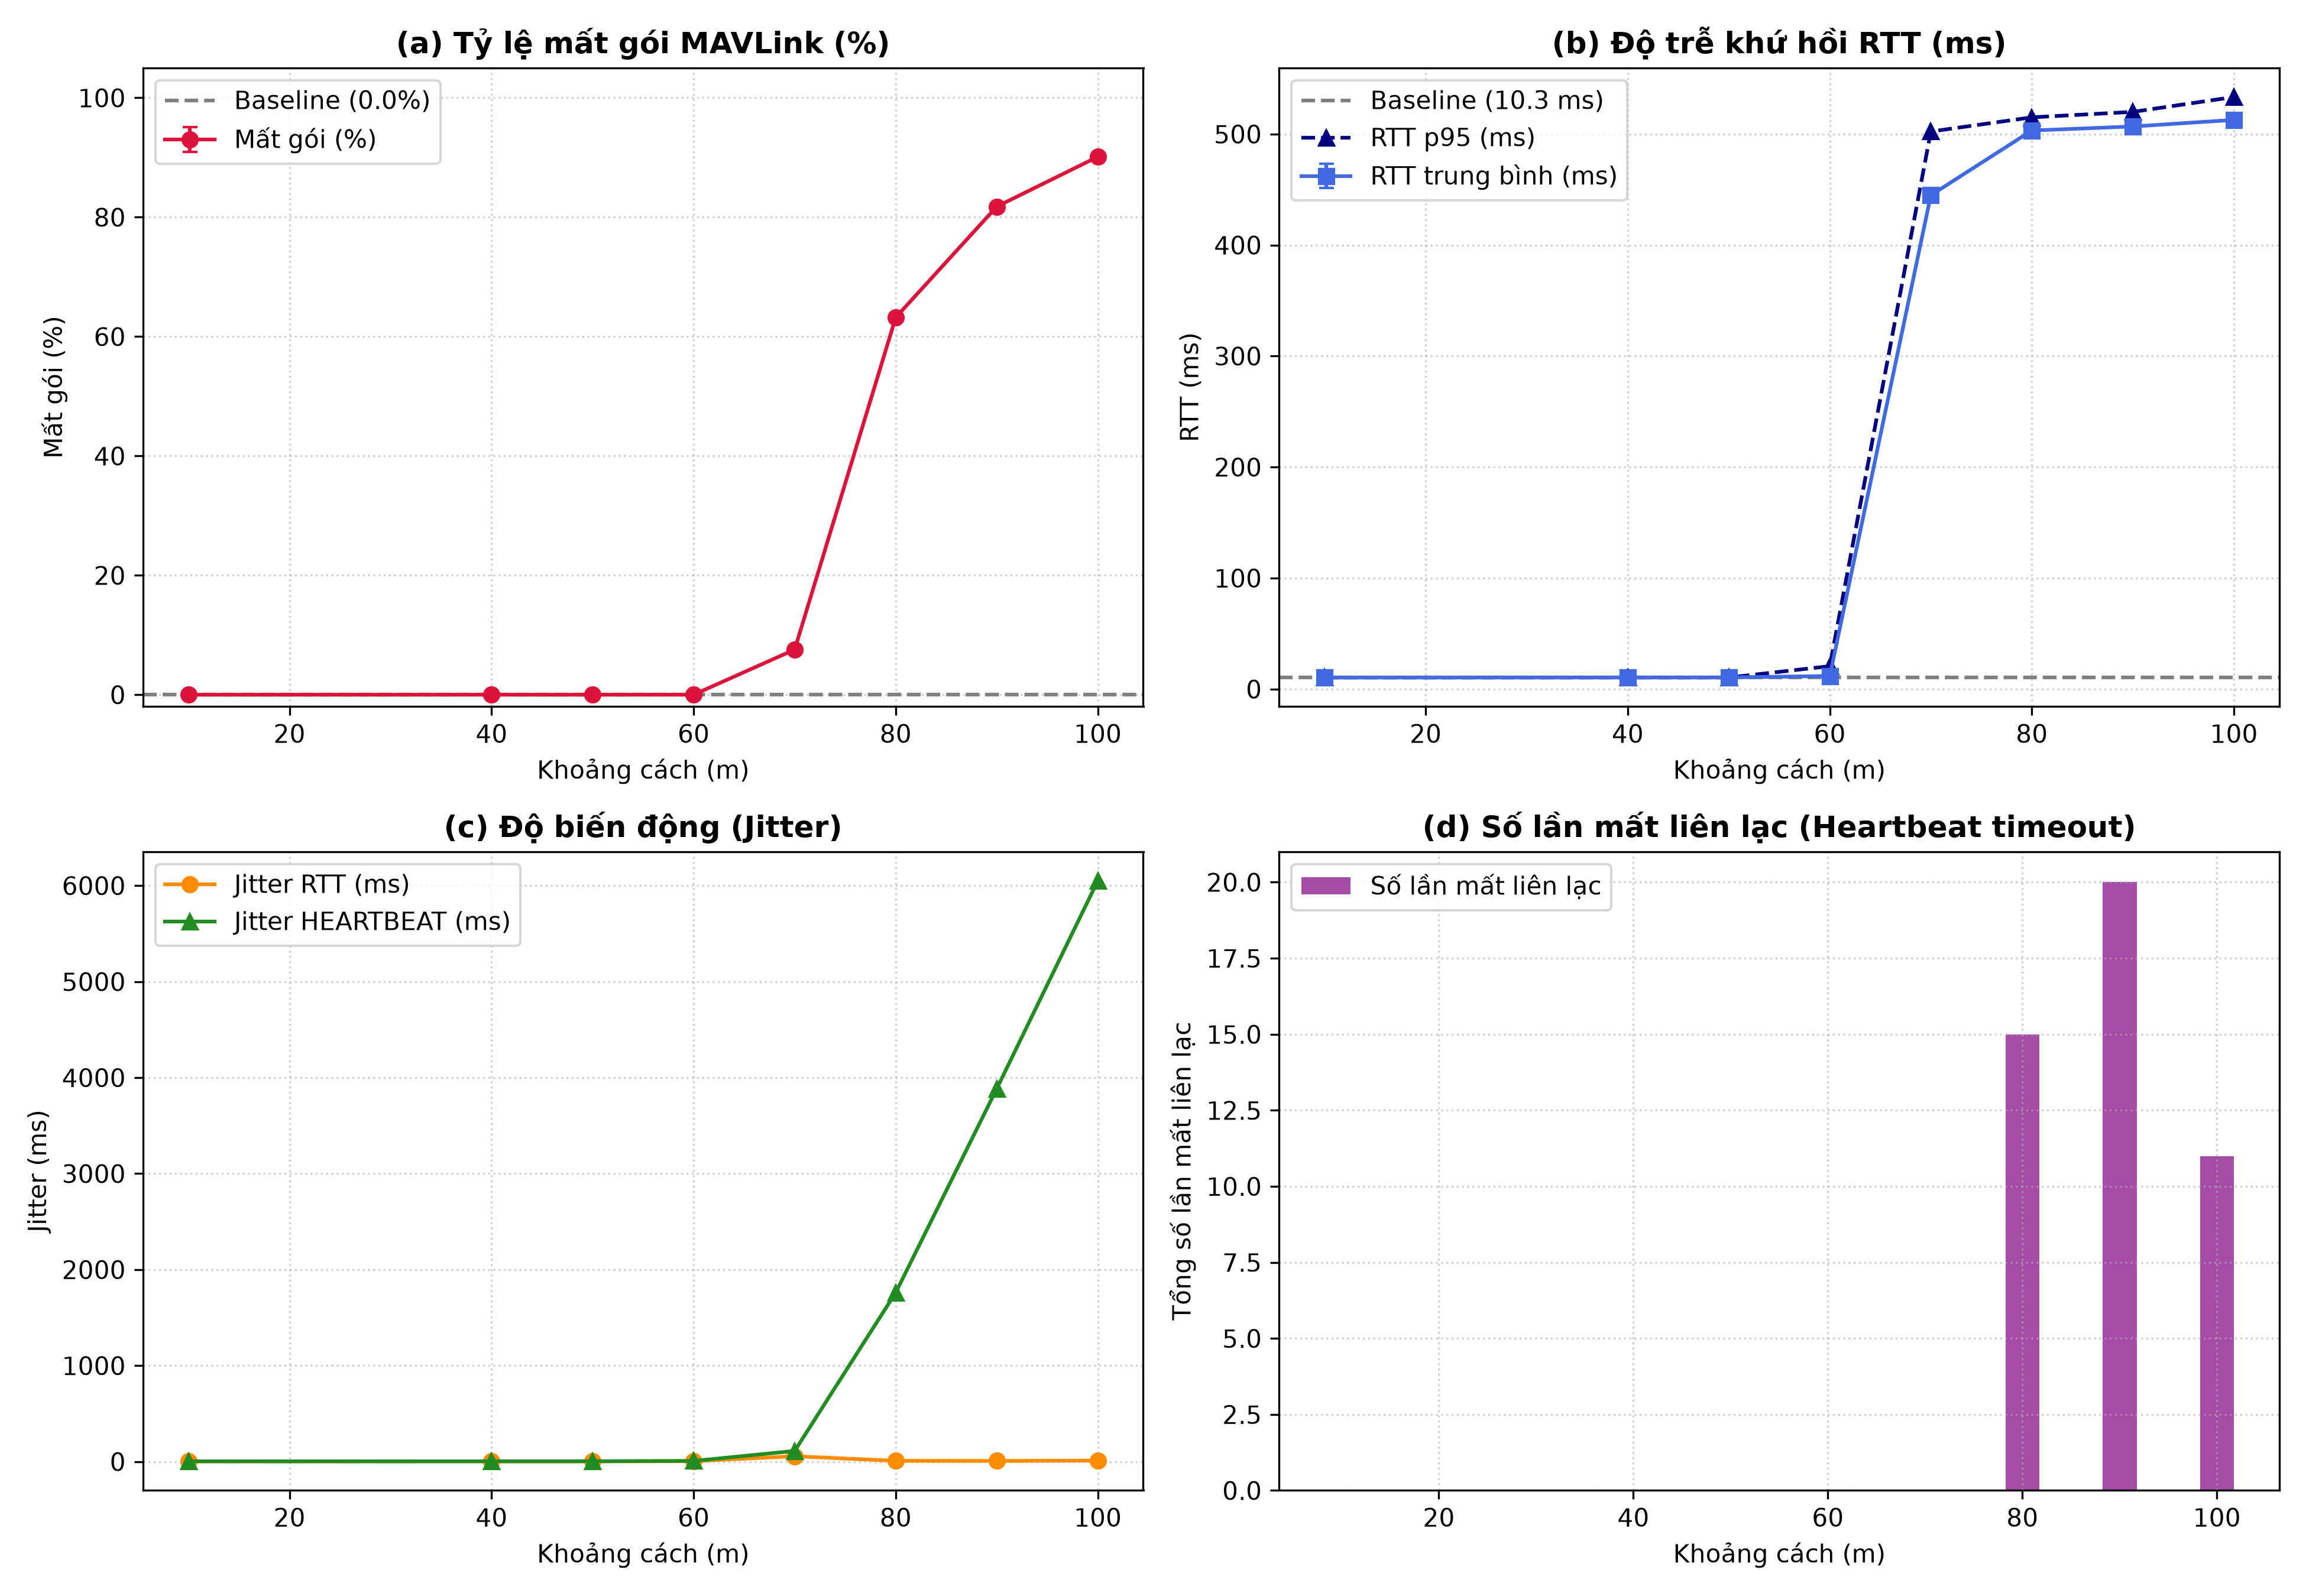 (a) Tỷ lệ mất gói MAVLink (%)
Baseline (0.0%)
Mất gói (%)
Mất gói (%)
100
80
60
40
20
0
20 40 60 80 100
Khoảng cách (m)
(b) Độ trễ khứ hồi RTT (ms)
Baseline (10.3 ms)
RTT p95 (ms)
RTT trung bình (ms)
RTT (ms)
500
400
300
200
100
0
20 40 60 80 100
Khoảng cách (m)
(c) Độ biến động (Jitter)
Jitter RTT (ms)
Jitter HEARTBEAT (ms)
Jitter (ms)
6000
5000
4000
3000
2000
1000
0
20 40 60 80 100
Khoảng cách (m)
(d) Số lần mất liên lạc (Heartbeat timeout)
Số lần mất liên lạc
Tổng số lần mất liên lạc
20.0
17.5
15.0
12.5
10.0
7.5
5.0
2.5
0.0
20 40 60 80 100
Khoảng cách (m)